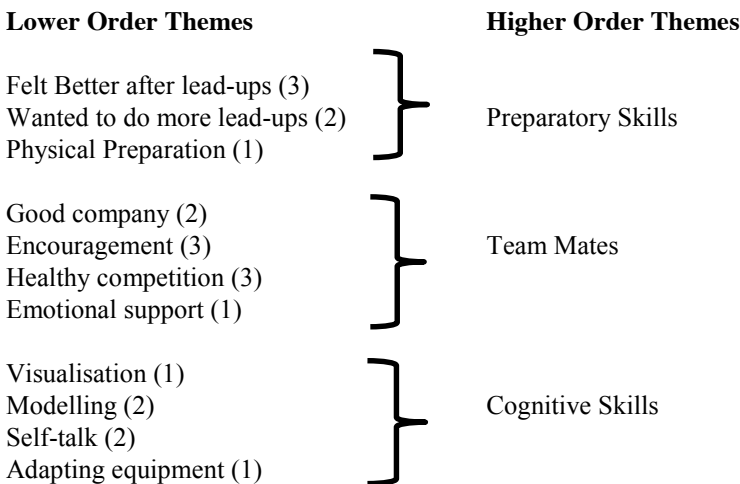 Lower Order Themes Higher Order Themes
Felt Better after lead-ups (3)
Wanted to do more lead-ups (2) Preparatory Skills
Physical Preparation (1)
Good company (2)
Encouragement (3) Team Mates
Healthy competition (3)
Emotional support (1)
Visualisation (1)
Modelling (2) Cognitive Skills
Self-talk (2)
Adapting equipment (1)